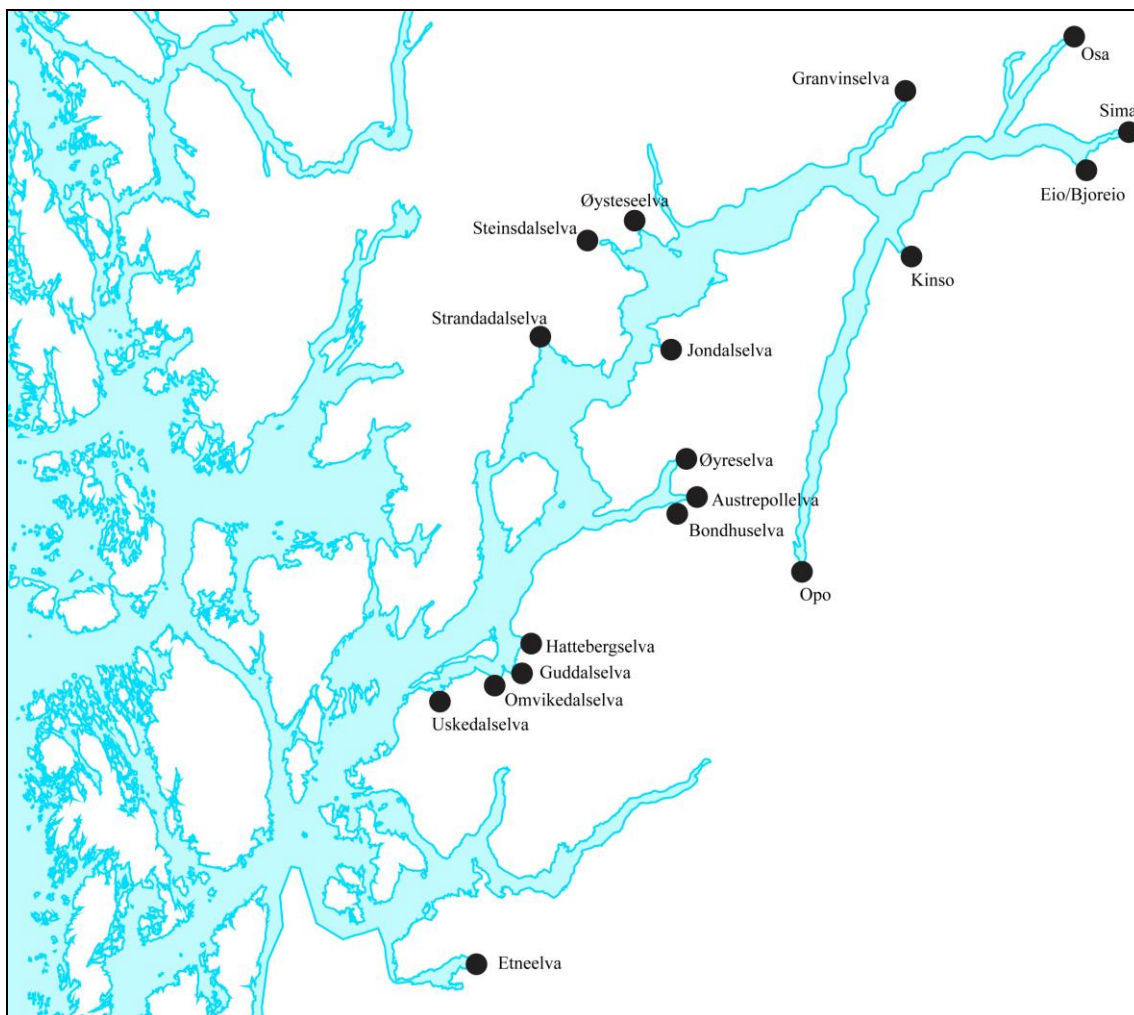 Osa
Granvinselva
Sima
Eio/Bjoreio
Øysteseelva
Steinsdalselva
Kinso
Strandadalselva
Jondalselva
Øyreselva
Austrepollelva
Bondhuselva
Opo
Hattebergselva
Guddalselva
Omvikedalselva
Uskedalselva
Etneelva